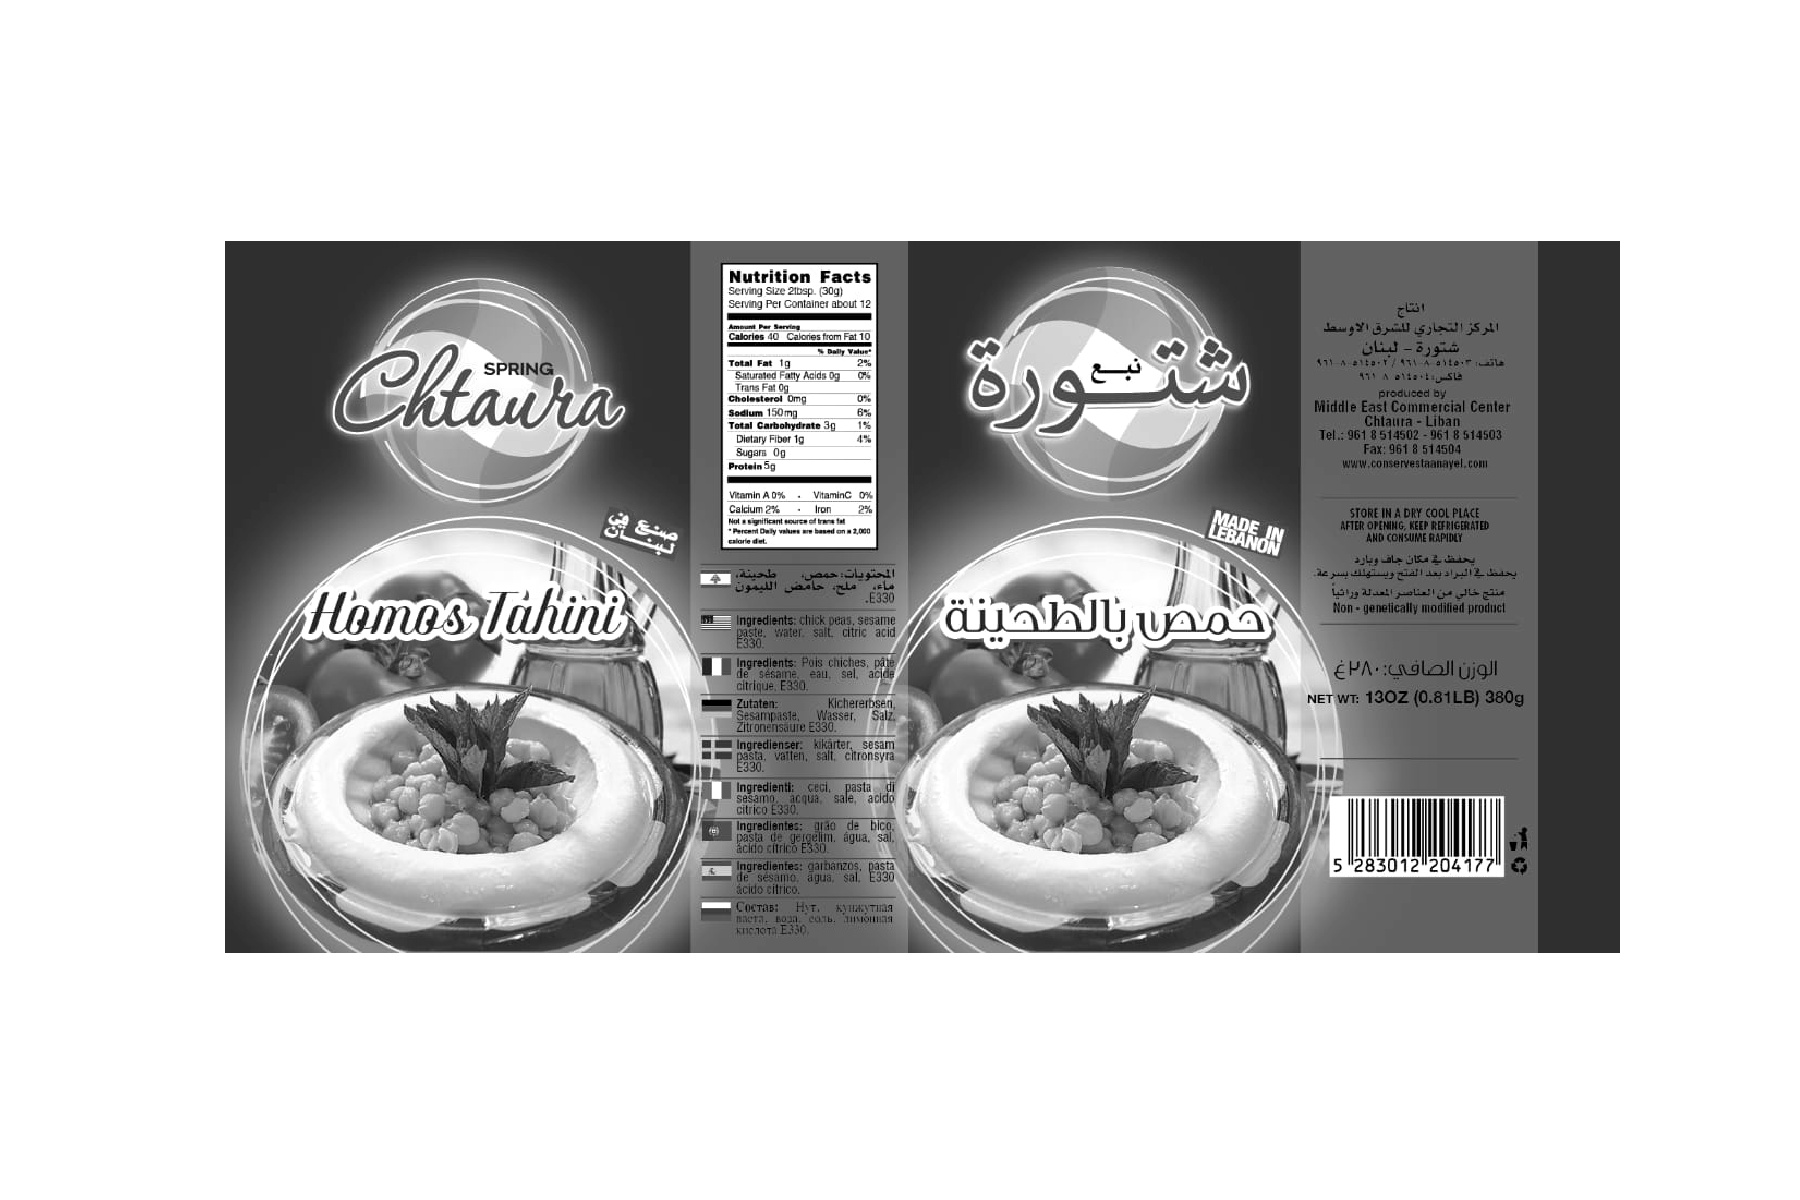 SPRING
Chtaura
صنع في
لبنان
Homos Tahini
Nutrition Facts
Serving Size 2tbsp. (30g)
Serving Per Container about 12
Amount Per Serving
Calories 40 Calories from Fat 10
% Daily Value*
Total Fat 1g 2%
Saturated Fatty Acids 0g 0%
Trans Fat 0g
Cholesterol 0mg 0%
Sodium 150mg 6%
Total Carbohydrate 3g 1%
Dietary Fiber 1g 4%
Sugars 0g
Protein 5g
Vitamin A 0% - VitaminC 0%
Calcium 2% - Iron 2%
Not a significant source of trans fat
* Percent Daily values are based on a 2,000
calorie diet.
المحتويات: حمص، طحينة،
ماء، ملح، حامض الليمون
E330.
Ingredients: chick peas, sesame
paste, water, salt, citric acid
E330.
Ingredients: Pois chiches, pâte
de sésame, eau, sel, acide
citrique, E330.
Zutaten: Kichererbsen,
Sesampaste, Wasser, Salz,
Zitronensäure E330.
Ingredienser: kikärter, sesam
pasta, vatten, salt, citronsyra
E330.
Ingredienti: ceci, pasta di
sesamo, acqua, sale, acido
citrico E330.
Ingredientes: grão de bico,
pasta de gergelim, água, sal,
ácido cítrico E330.
Ingredientes: garbanzos, pasta
de sésamo, agua, sal, E330
ácido cítrico.
Состав: Нут, кунжутная
паста, вода, соль, лимонная
кислота E330.
نبع
شتورة
MADE IN
LEBANON
حمص بالطحينة
انتاج
المركز التجاري للشرق الاوسط
شتورة - لبنان
هاتف: ٩٦١٠٨٠٥١٤٥٠٣ / ٩٦١٠٨٠٥١٤٥٠٢
فاكس: ٩٦١٠٨٠٥١٤٥٠٤
produced by
Middle East Commercial Center
Chtaura - Liban
Tel.: 961 8 514502 - 961 8 514503
Fax: 961 8 514504
www.conservestaanayel.com
STORE IN A DRY COOL PLACE
AFTER OPENING, KEEP REFRIGERATED
AND CONSUME RAPIDLY
يحفظ في مكان جاف وبارد
يحفظ في البراد بعد الفتح ويستهلك بسرعة.
منتج خالي من العناصر المعدلة وراثياً
Non - genetically modified product
الوزن الصافي: ٣٨٠غ
NET WT: 13OZ (0.81LB) 380g
5 283012 204177